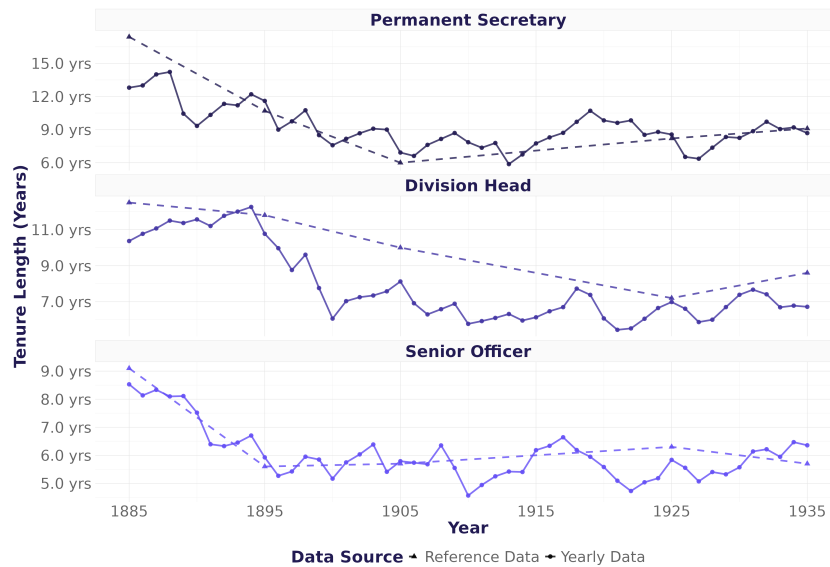 Permanent Secretary
15.0 yrs
12.0 yrs
9.0 yrs
6.0 yrs
Division Head
11.0 yrs
9.0 yrs
7.0 yrs
Senior Officer
9.0 yrs
8.0 yrs
7.0 yrs
6.0 yrs
5.0 yrs
Tenure Length (Years)
1885 1895 1905 1915 1925 1935
Year
Data Source Reference Data Yearly Data